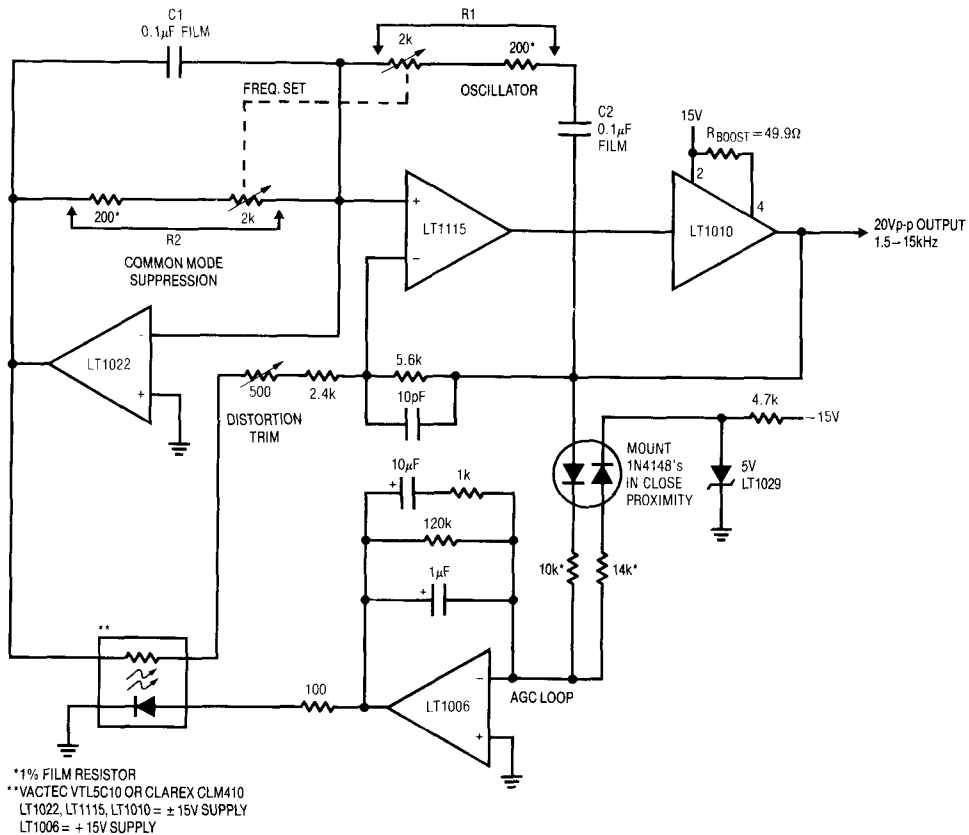 C1
0.1µF FILM
R1
2k
200*
FREQ. SET
OSCILLATOR
C2
0.1µF
FILM
15V
R BOOST = 49.9Ω
2
4
200*
2k
R2
COMMON MODE
SUPPRESSION
+
LT1115
−
LT1010
20Vp-p OUTPUT
1.5–15kHz
-
LT1022
+
500
2.4k
DISTORTION
TRIM
5.6k
10pF
4.7k
−15V
MOUNT
1N4148's
IN CLOSE
PROXIMITY
5V
LT1029
10µF
+
1k
120k
1µF
+
10k*
14k*
**
100
LT1006
−
+
AGC LOOP
*1% FILM RESISTOR
**VACTEC VTL5C10 OR CLAREX CLM410
LT1022, LT1115, LT1010 = ±15V SUPPLY
LT1006 = +15V SUPPLY